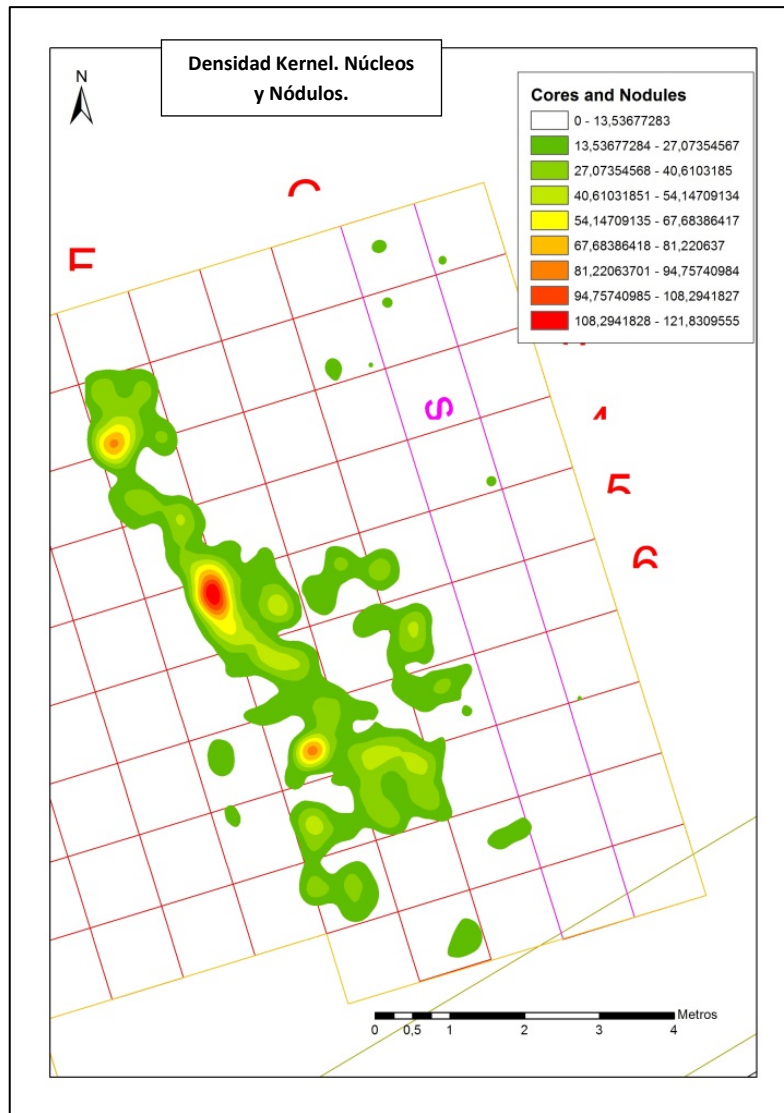 Densidad Kernel. Núcleos
y Nódulos.
N
Cores and Nodules
0 - 13,53677283
13,53677284 - 27,07354567
27,07354568 - 40,6103185
40,61031851 - 54,14709134
54,14709135 - 67,68386417
67,68386418 - 81,220637
81,22063701 - 94,75740984
94,75740985 - 108,2941827
108,2941828 - 121,8309555
S
5
6
Metros
0 0,5 1 2 3 4